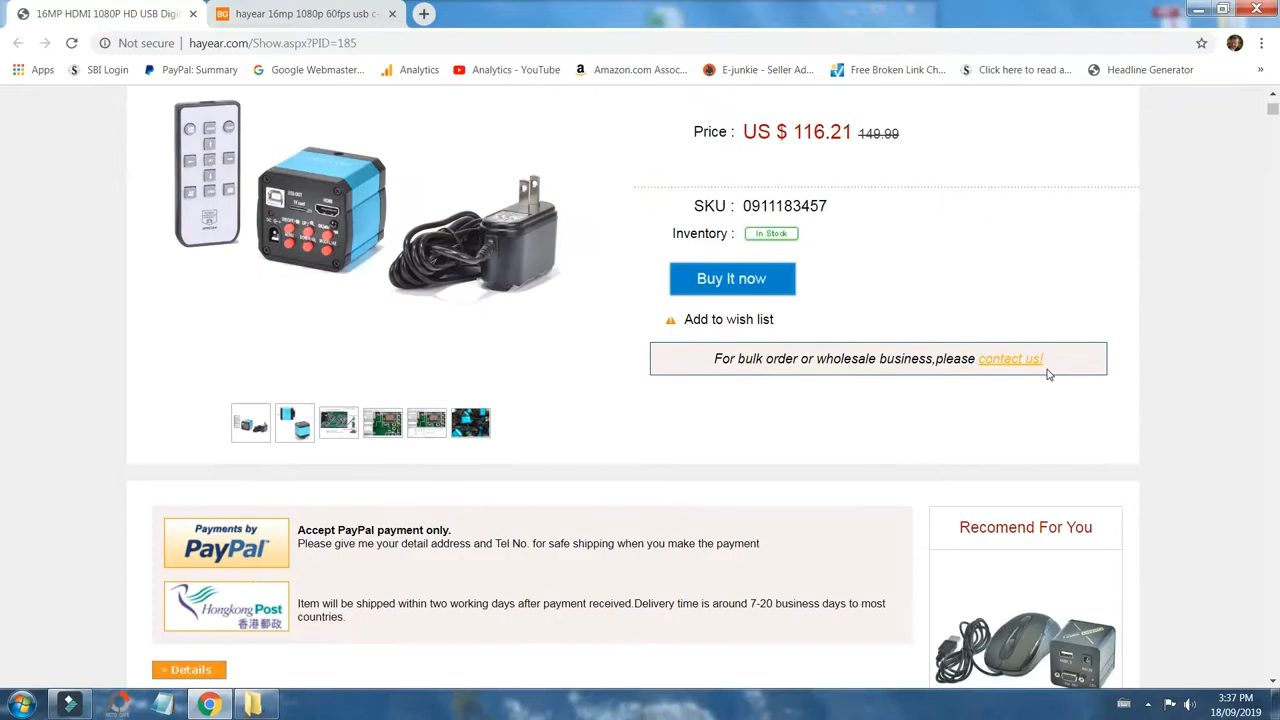 16MP HDMI 1080P HD USB Digi
hayear 16mp 1080p 60fps usb c
Not secure | hayear.com/Show.aspx?PID=185
Apps
SBI Login
PayPal: Summary
Google Webmaster...
Analytics
Analytics - YouTube
Amazon.com Assoc...
E-junkie - Seller Ad...
Free Broken Link Ch...
Click here to read a...
Headline Generator
»
Price : US $ 116.21 149.99
SKU : 0911183457
Inventory : In Stock
Buy It now
Add to wish list
For bulk order or wholesale business,please contact us!
Payments by
PayPal
Accept PayPal payment only.
Please give me your detail address and Tel No. for safe shipping when you make the payment
Hongkong Post
香港郵政
Item will be shipped within two working days after payment received.Delivery time is around 7-20 business days to most
countries.
» Details
Recomend For You
3:37 PM
18/09/2019